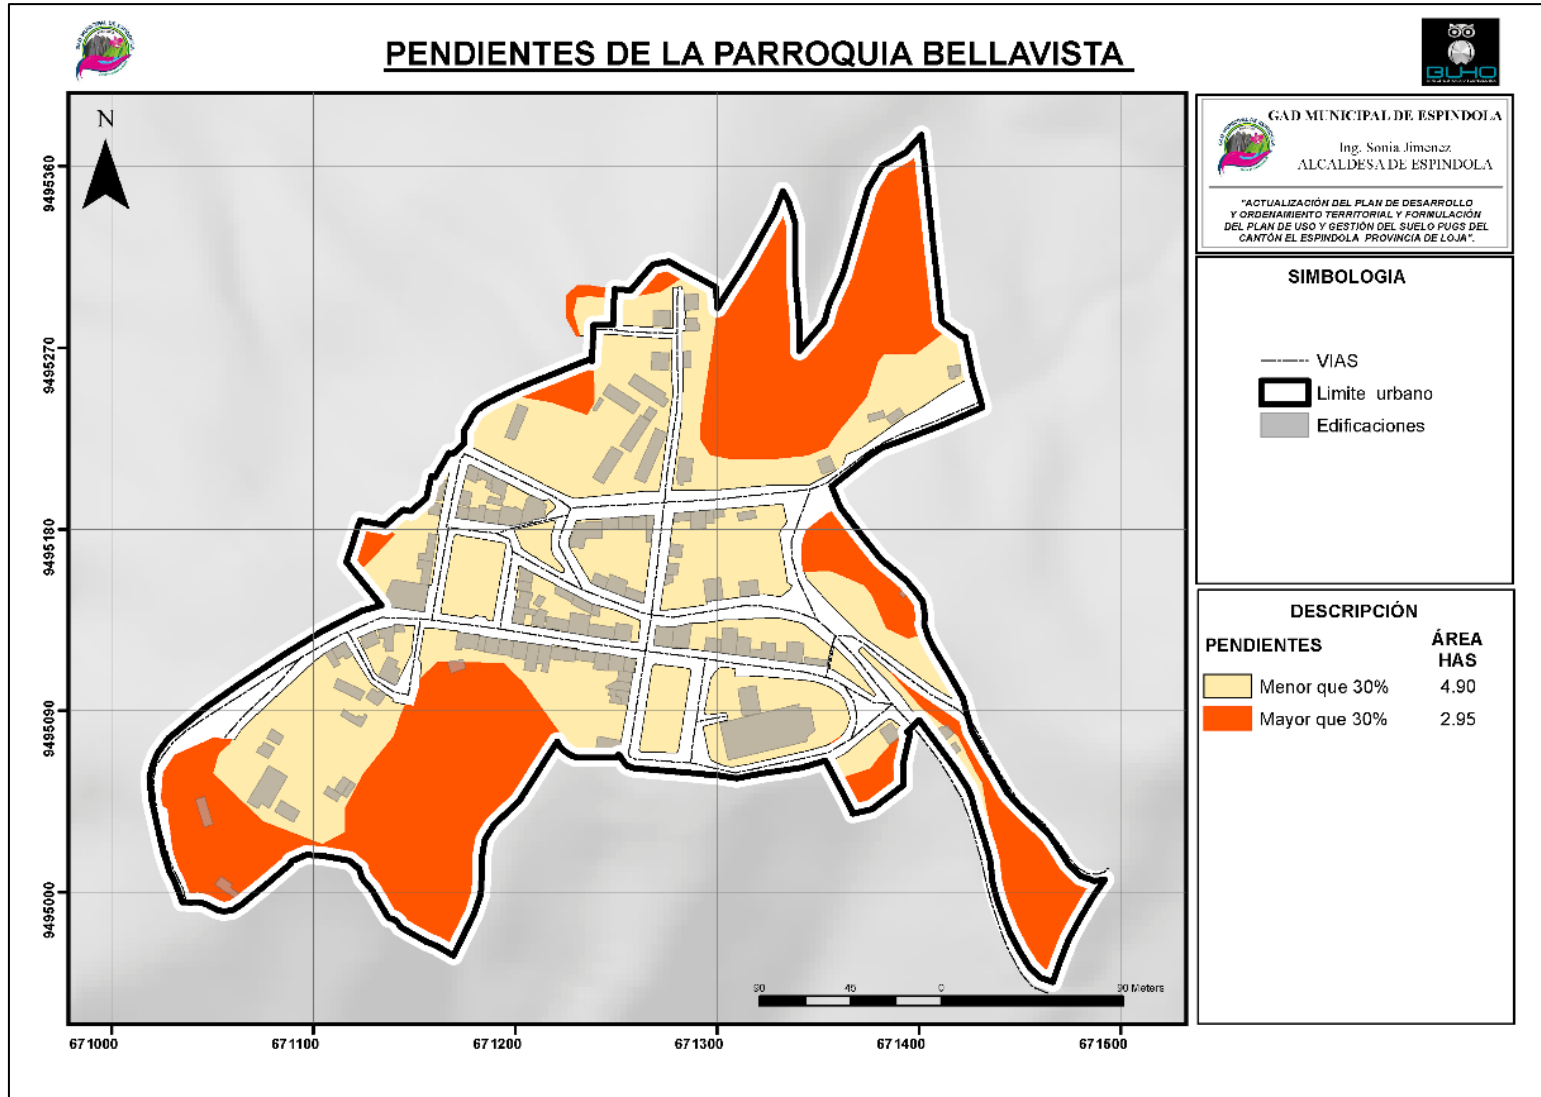 PENDIENTES DE LA PARROQUIA BELLAVISTA
BUHO
GAD MUNICIPAL DE ESPINDOLA
Ing. Sonia Jimenez
ALCALDESA DE ESPINDOLA
"ACTUALIZACIÓN DEL PLAN DE DESARROLLO
Y ORDENAMIENTO TERRITORIAL Y FORMULACIÓN
DEL PLAN DE USO Y GESTIÓN DEL SUELO PUGS DEL
CANTÓN EL ESPINDOLA PROVINCIA DE LOJA".
SIMBOLOGIA
VIAS
Limite urbano
Edificaciones
DESCRIPCIÓN
PENDIENTES ÁREA HAS
Menor que 30% 4.90
Mayor que 30% 2.95
N
9495360
9495270
9495180
9495090
9495000
90 45 0 90 Meters
671000 671100 671200 671300 671400 671500